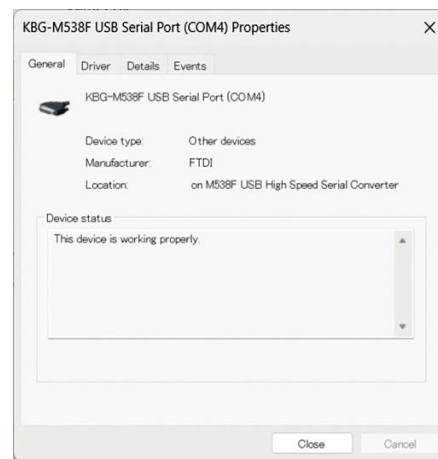 KBG-M538F USB Serial Port (COM4) Properties
General Driver Details Events
KBG-M538F USB Serial Port (COM4)
Device type: Other devices
Manufacturer: FTDI
Location: on M538F USB High Speed Serial Converter
Device status
This device is working properly.
Close Cancel